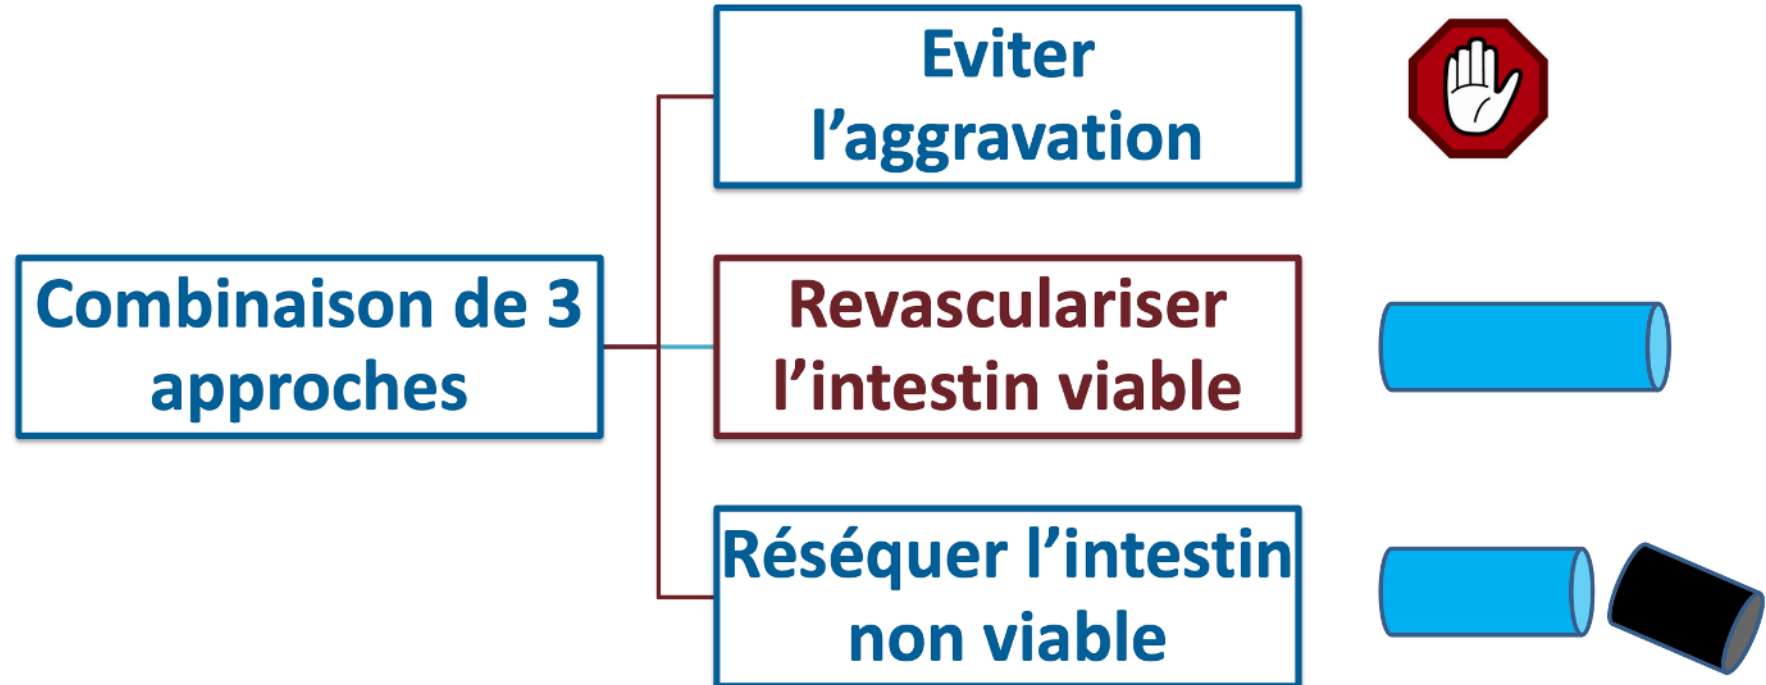 Eviter
l’aggravation
Combinaison de 3
approches
Revasculariser
l’intestin viable
Réséquer l’intestin
non viable